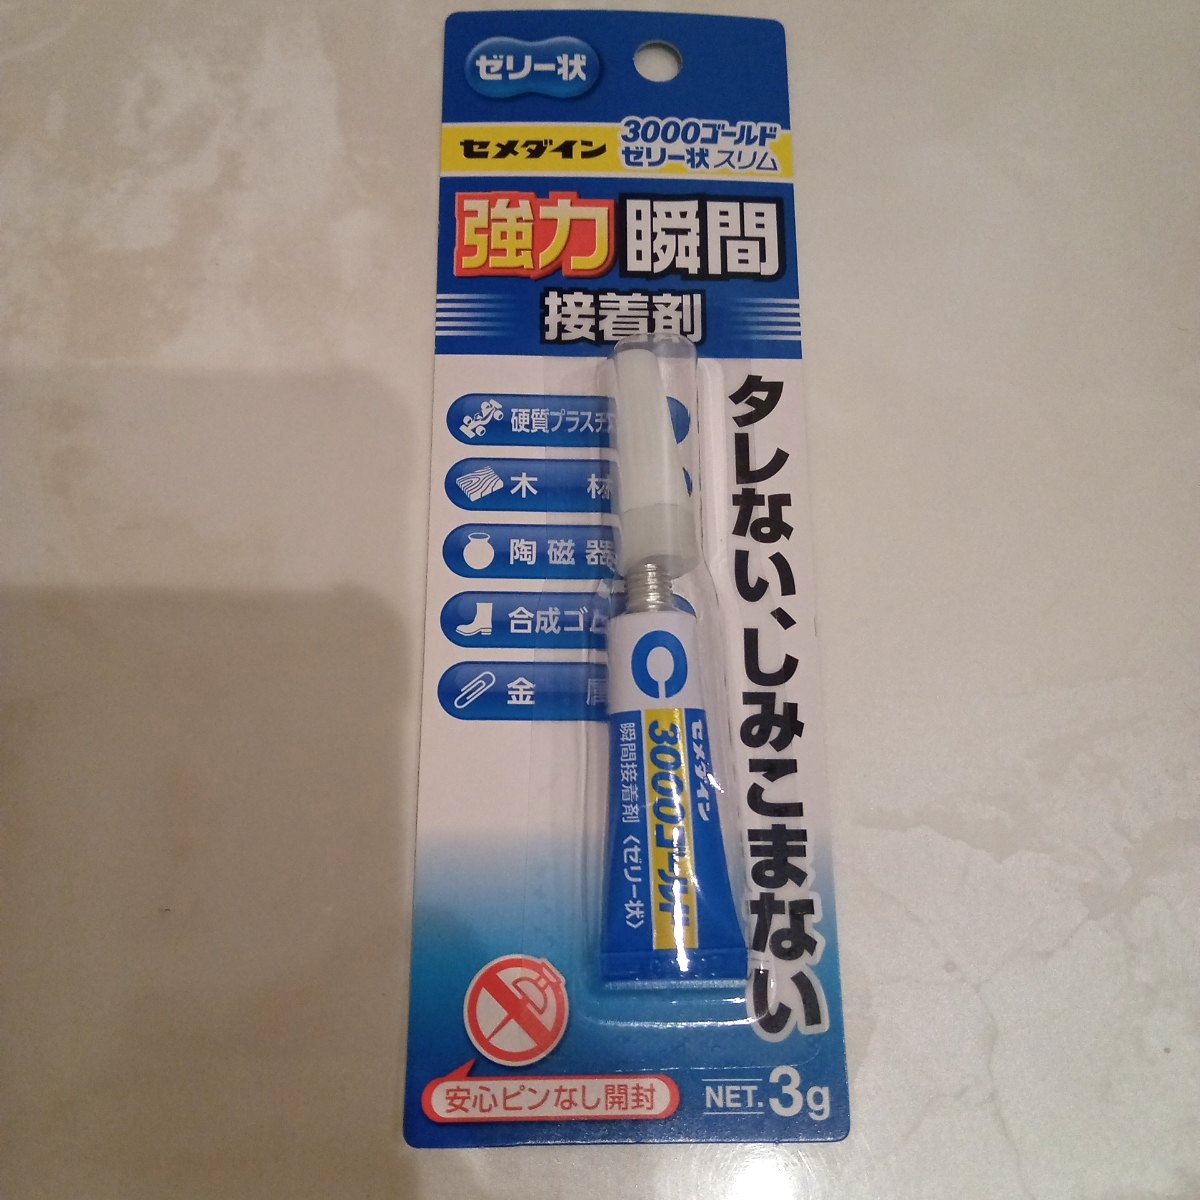 ゼリー状
セメダイン
3000ゴールド
ゼリー状スリム
強力瞬間
接着剤
硬質プラスチ
木 材
陶磁器
合成ゴム
金 属
タレない、しみこまない
C
セメダイン
3000ゴールド
瞬間接着剤〈ゼリー状〉
安心ピンなし開封
NET. 3g